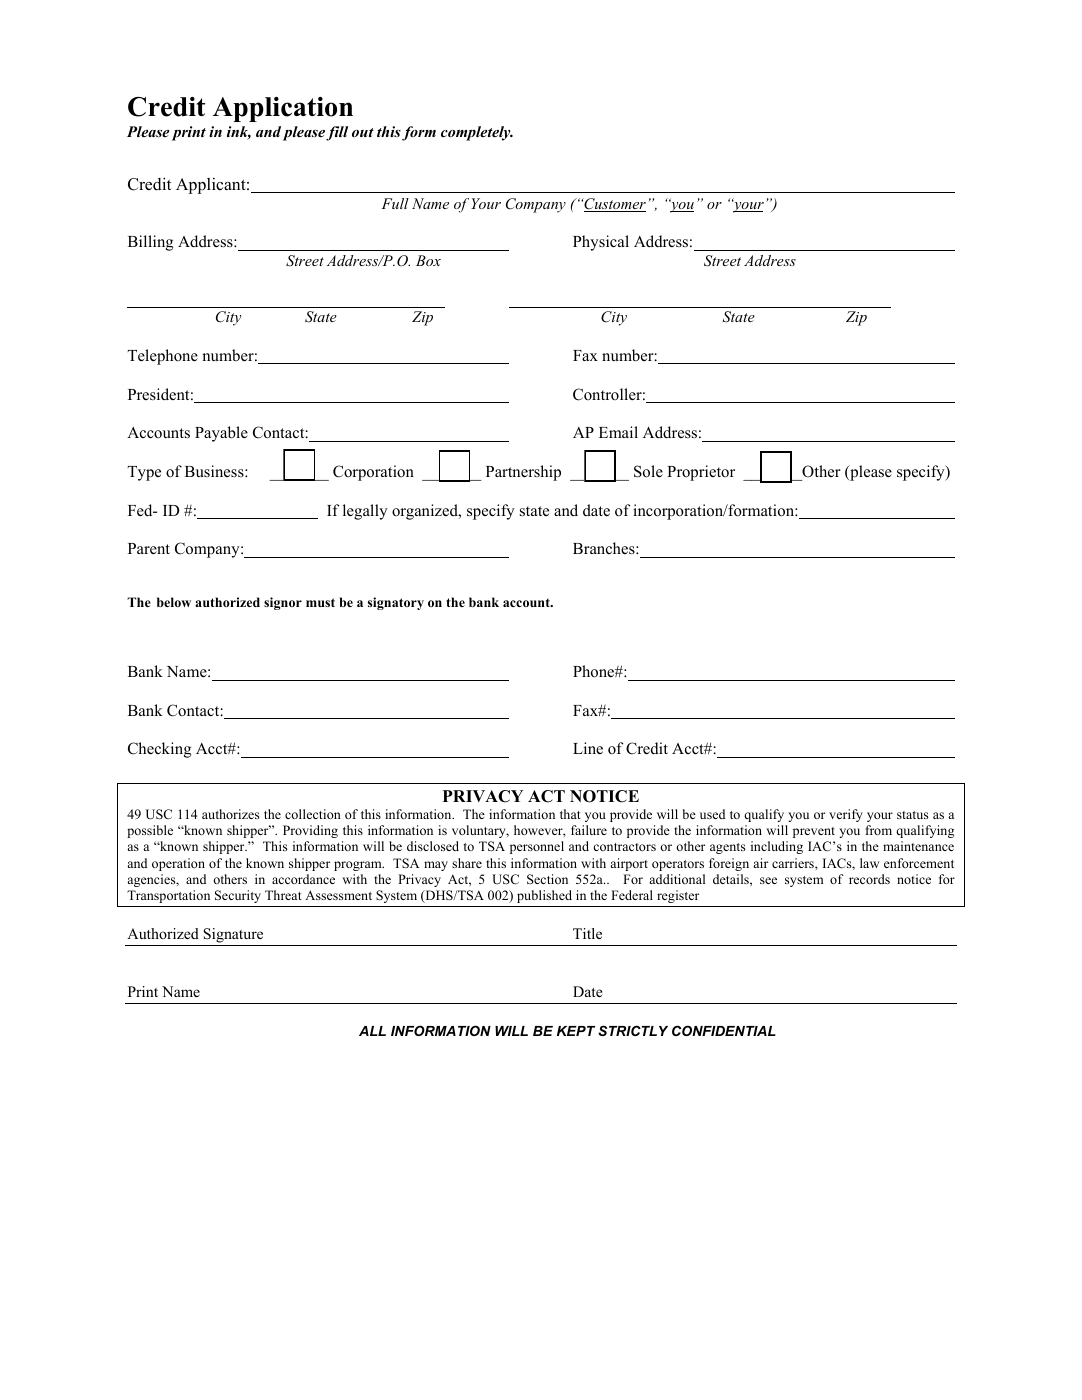 Credit Application
Please print in ink, and please fill out this form completely.
Credit Applicant:
Full Name of Your Company (“Customer”, “you” or “your”)
Billing Address: Physical Address:
Street Address/P.O. Box Street Address
City State Zip City State Zip
Telephone number: Fax number:
President: Controller:
Accounts Payable Contact: AP Email Address:
Type of Business: Corporation Partnership Sole Proprietor Other (please specify)
Fed- ID #: If legally organized, specify state and date of incorporation/formation:
Parent Company: Branches:
The below authorized signor must be a signatory on the bank account.
Bank Name: Phone#:
Bank Contact: Fax#:
Checking Acct#: Line of Credit Acct#:
PRIVACY ACT NOTICE
49 USC 114 authorizes the collection of this information. The information that you provide will be used to qualify you or verify your status as a
possible “known shipper”. Providing this information is voluntary, however, failure to provide the information will prevent you from qualifying
as a “known shipper.” This information will be disclosed to TSA personnel and contractors or other agents including IAC’s in the maintenance
and operation of the known shipper program. TSA may share this information with airport operators foreign air carriers, IACs, law enforcement
agencies, and others in accordance with the Privacy Act, 5 USC Section 552a.. For additional details, see system of records notice for
Transportation Security Threat Assessment System (DHS/TSA 002) published in the Federal register
Authorized Signature Title
Print Name Date
ALL INFORMATION WILL BE KEPT STRICTLY CONFIDENTIAL